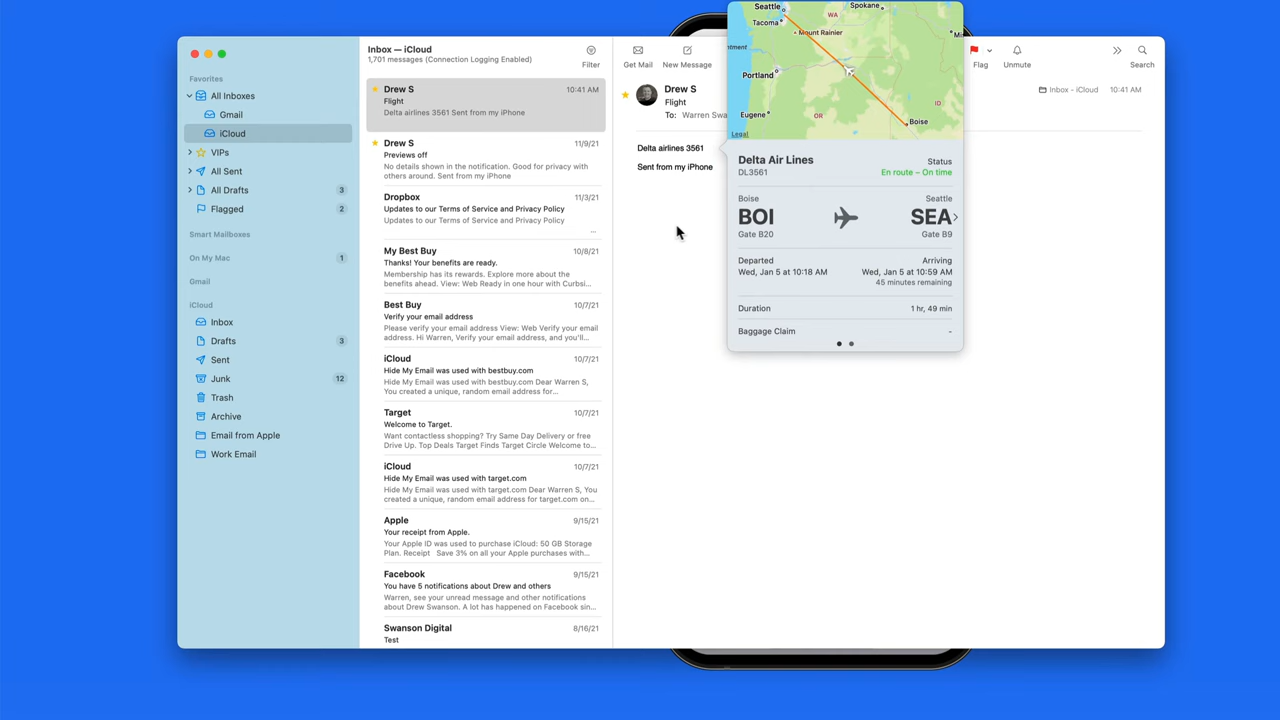 Favorites
All Inboxes
Gmail
iCloud
VIPs
All Sent
All Drafts 3
Flagged 2
Smart Mailboxes
On My Mac 1
Gmail
iCloud
Inbox
Drafts 3
Sent
Junk 12
Trash
Archive
Email from Apple
Work Email
Inbox — iCloud
1,701 messages (Connection Logging Enabled)
Filter
Drew S 10:41 AM
Flight
Delta airlines 3561 Sent from my iPhone
Drew S 11/9/21
Previews off
No details shown in the notification. Good for privacy with
others around. Sent from my iPhone
Dropbox 11/3/21
Updates to our Terms of Service and Privacy Policy
Updates to our Terms of Service and Privacy Policy
...
My Best Buy 10/8/21
Thanks! Your benefits are ready.
Membership has its rewards. Explore more about the
benefits ahead. View: Web Ready in one hour with Curbsi...
Best Buy 10/7/21
Verify your email address
Please verify your email address View: Web Verify your email
address. Hi Warren, Verify your email address, and you'll...
iCloud 10/7/21
Hide My Email was used with bestbuy.com
Hide My Email was used with bestbuy.com Dear Warren S,
You created a unique, random email address for...
Target 10/7/21
Welcome to Target.
Want contactless shopping? Try Same Day Delivery or free
Drive Up. Top Deals Target Finds Target Circle Welcome to...
iCloud 10/7/21
Hide My Email was used with target.com
Hide My Email was used with target.com Dear Warren S, You
created a unique, random email address for target.com on...
Apple 9/15/21
Your receipt from Apple.
Your Apple ID was used to purchase iCloud: 50 GB Storage
Plan. Receipt Save 3% on all your Apple purchases with...
Facebook 9/15/21
You have 5 notifications about Drew and others
Warren, see your unread message and other notifications
about Drew Swanson. A lot has happened on Facebook sin...
Swanson Digital 8/16/21
Test
Get Mail
New Message
Flag
Unmute
Search
Drew S
Flight
To: Warren Swa
Inbox - iCloud 10:41 AM
Delta airlines 3561
Sent from my iPhone
Seattle
Spokane
Tacoma
WA
Mount Rainier
Portland
ID
Eugene
OR
Boise
Legal
Delta Air Lines
DL3561
Status
En route – On time
Boise Seattle
BOI SEA
Gate B20 Gate B9
Departed Arriving
Wed, Jan 5 at 10:18 AM Wed, Jan 5 at 10:59 AM
45 minutes remaining
Duration 1 hr, 49 min
Baggage Claim -